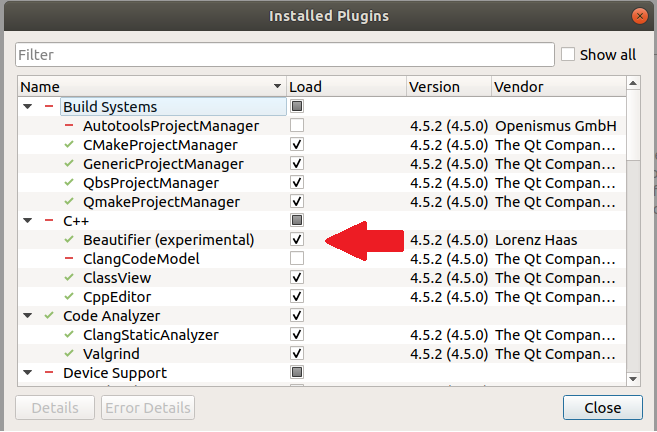 Installed Plugins
Filter
Show all
Name Load Version Vendor
Build Systems
AutotoolsProjectManager 4.5.2 (4.5.0) Openismus GmbH
CMakeProjectManager 4.5.2 (4.5.0) The Qt Compan...
GenericProjectManager 4.5.2 (4.5.0) The Qt Compan...
QbsProjectManager 4.5.2 (4.5.0) The Qt Compan...
QmakeProjectManager 4.5.2 (4.5.0) The Qt Compan...
C++
Beautifier (experimental) 4.5.2 (4.5.0) Lorenz Haas
ClangCodeModel 4.5.2 (4.5.0) The Qt Compan...
ClassView 4.5.2 (4.5.0) The Qt Compan...
CppEditor 4.5.2 (4.5.0) The Qt Compan...
Code Analyzer
ClangStaticAnalyzer 4.5.2 (4.5.0) The Qt Compan...
Valgrind 4.5.2 (4.5.0) The Qt Compan...
Device Support
Details Error Details Close